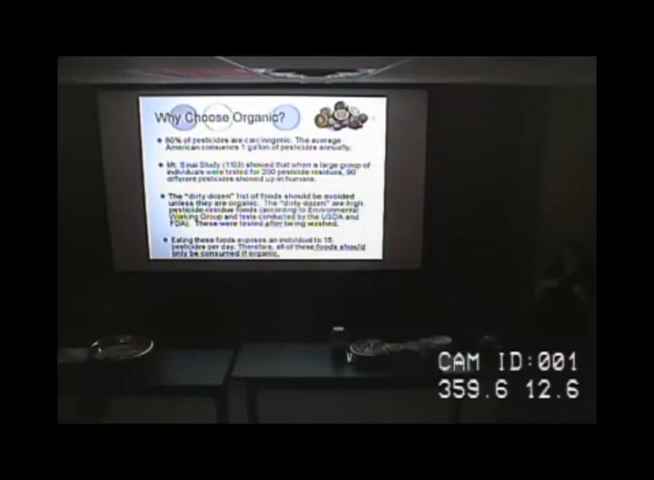 Why Choose Organic?
80% of pesticides are carcinogenic. The average
American consumes 1 gallon of pesticides annually.
Mt. Sinai Study (1/03) showed that when a large group of
individuals were tested for 200 pesticide residues, 90
different pesticides showed up in humans.
The "dirty-dozen" list of foods should be avoided
unless they are organic. The "dirty dozen" are high
pesticide residue foods (according to Environmental
Working Group and tests conducted by the USDA and
FDA). These were tested after being washed.
Eating these foods exposes an individual to 15
pesticides per day. Therefore, all of these foods should
only be consumed if organic.
CAM ID:001
359.6 12.6